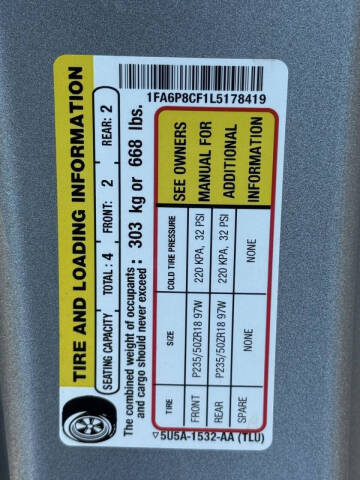 TIRE AND LOADING INFORMATION
SEATING CAPACITY TOTAL: 4 FRONT: 2 REAR: 2
The combined weight of occupants
and cargo should never exceed : 303 kg or 668 lbs.
TIRE SIZE COLD TIRE PRESSURE
FRONT P235/50ZR18 97W 220 KPA, 32 PSI
REAR P235/50ZR18 97W 220 KPA, 32 PSI
SPARE NONE NONE
SEE OWNERS
MANUAL FOR
ADDITIONAL
INFORMATION
▽5U5A-1532-AA (TLU)
1FA6P8CF1L5178419